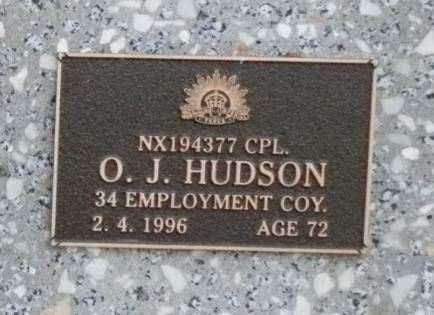 NX194377 CPL.
O. J. HUDSON
34 EMPLOYMENT COY.
2. 4. 1996 AGE 72